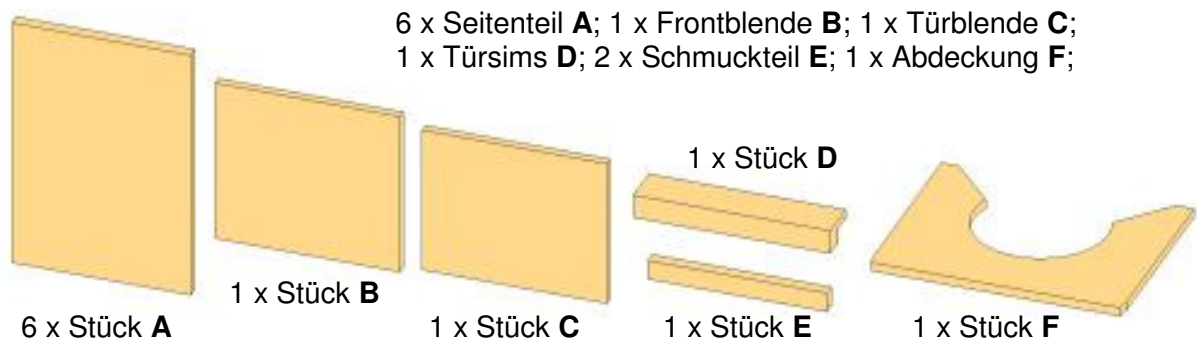 6 x Seitenteil A; 1 x Frontblende B; 1 x Türblende C;
1 x Türsims D; 2 x Schmuckteil E; 1 x Abdeckung F;
1 x Stück D
1 x Stück B
6 x Stück A
1 x Stück C
1 x Stück E
1 x Stück F